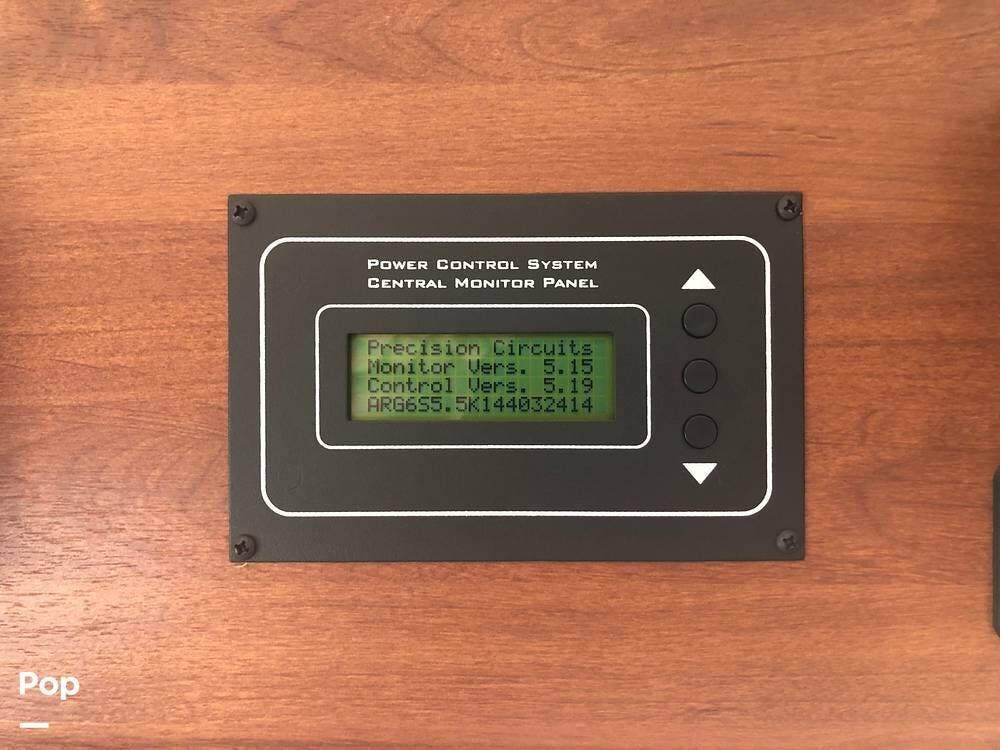 POWER CONTROL SYSTEM
CENTRAL MONITOR PANEL
Precision Circuits
Monitor Vers. 5.15
Control Vers. 5.19
ARG6S5.5K144032414
Pop